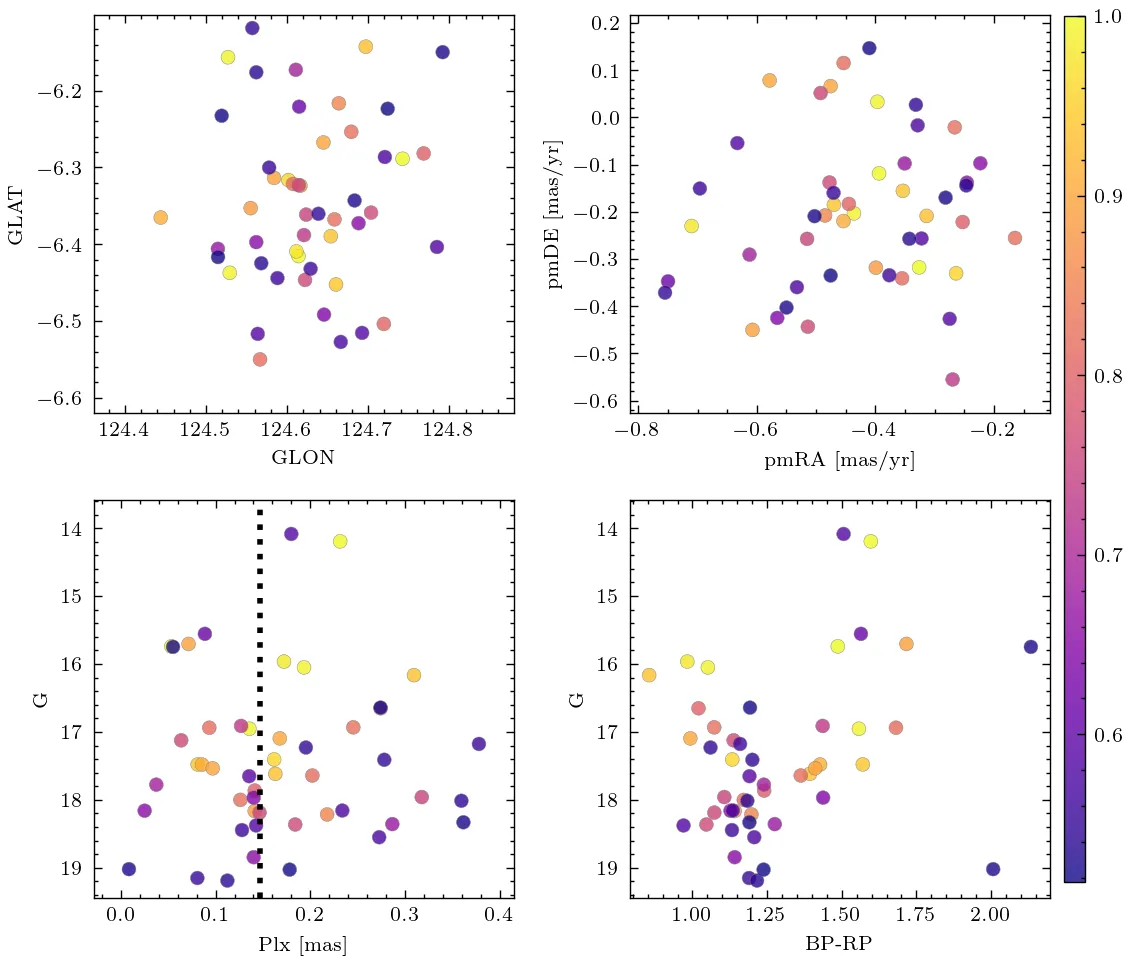 −6.2
−6.3
−6.4
−6.5
−6.6
GLAT
124.4 124.5 124.6 124.7 124.8
GLON
0.2
0.1
0.0
−0.1
−0.2
−0.3
−0.4
−0.5
−0.6
pmDE [mas/yr]
−0.8 −0.6 −0.4 −0.2
pmRA [mas/yr]
14
15
16
17
18
19
G
0.0 0.1 0.2 0.3 0.4
Plx [mas]
14
15
16
17
18
19
G
1.00 1.25 1.50 1.75 2.00
BP-RP
1.0
0.9
0.8
0.7
0.6